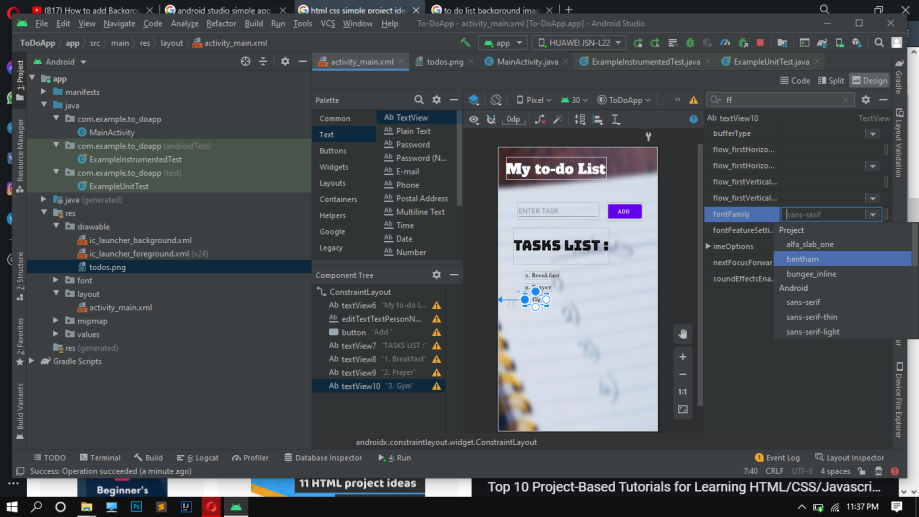 (817) How to add Backgrou
android studio simple app
html css simple project ide
to do list background imag
File Edit View Navigate Code Analyze Refactor Build Run Tools VCS Window Help
To-DoApp - activity_main.xml [To-DoApp.app] - Android Studio
ToDoApp app src main res layout activity_main.xml
app
HUAWEI JSN-L22
Android
activity_main.xml
todos.png
MainActivity.java
ExampleInstrumentedTest.java
ExampleUnitTest.java
Code Split Design
1: Project
Resource Manager
Z: Structure
2: Favorites
Build Variants
app
manifests
java
com.example.to_doapp
MainActivity
com.example.to_doapp (androidTest)
ExampleInstrumentedTest
com.example.to_doapp (test)
ExampleUnitTest
java (generated)
res
drawable
ic_launcher_background.xml
ic_launcher_foreground.xml (v24)
todos.png
font
layout
activity_main.xml
mipmap
values
res (generated)
Gradle Scripts
Palette
Common
Text
Buttons
Widgets
Layouts
Containers
Helpers
Google
Legacy
Ab TextView
Ab Plain Text
Ab Password
Ab Password (N...
Ab E-mail
Ab Phone
Ab Postal Address
Ab Multiline Text
Ab Time
Ab Date
Ab Number
Component Tree
ConstraintLayout
Ab textView6 "My to-do L...
Ab editTextTextPersonN...
button "Add "
Ab textView7 "TASKS LIST :...
Ab textView8 "1. Breakfast"
Ab textView9 "2. Prayer"
Ab textView10 "3. Gym"
Pixel
30
ToDoApp
0dp
My to-do List
ENTER TASK
ADD
TASKS LIST :
1. Breakfast
2. Prayer
1:1
ff
Ab textView10 TextView
bufferType
flow_firstHorizo...
flow_firstHorizo...
flow_firstVertical...
flow_firstVertical...
fontFamily sans-serif
fontFeatureSetti...
imeOptions
nextFocusForwar
soundEffectsEna
Project
alfa_slab_one
bentham
bungee_inline
Android
sans-serif
sans-serif-thin
sans-serif-light
Gradle
Layout Validation
Device File Explorer
androidx.constraintlayout.widget.ConstraintLayout
TODO Terminal Build 6: Logcat Profiler Database Inspector 4: Run
1 Event Log Layout Inspector
Success: Operation succeeded (a minute ago)
7:40 CRLF UTF-8 4 spaces
Beginner's
11 HTML project ideas
Top 10 Project-Based Tutorials for Learning HTML/CSS/Javascri...
11:37 PM